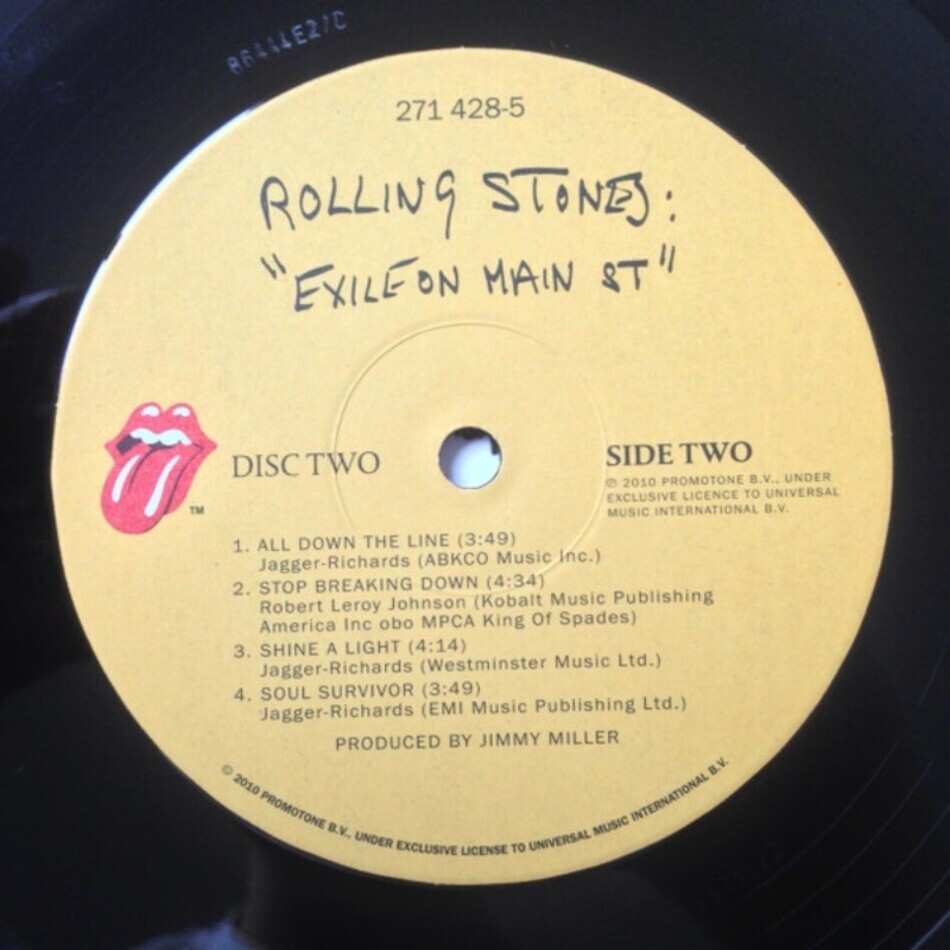 86444E2/C
271 428-5
ROLLING STONES:
"EXILE ON MAIN ST"
TM
DISC TWO
SIDE TWO
℗ 2010 PROMOTONE B.V., UNDER
EXCLUSIVE LICENCE TO UNIVERSAL
MUSIC INTERNATIONAL B.V.
1. ALL DOWN THE LINE (3:49)
Jagger-Richards (ABKCO Music Inc.)
2. STOP BREAKING DOWN (4:34)
Robert Leroy Johnson (Kobalt Music Publishing
America Inc obo MPCA King Of Spades)
3. SHINE A LIGHT (4:14)
Jagger-Richards (Westminster Music Ltd.)
4. SOUL SURVIVOR (3:49)
Jagger-Richards (EMI Music Publishing Ltd.)
PRODUCED BY JIMMY MILLER
© 2010 PROMOTONE B.V., UNDER EXCLUSIVE LICENSE TO UNIVERSAL MUSIC INTERNATIONAL B.V.